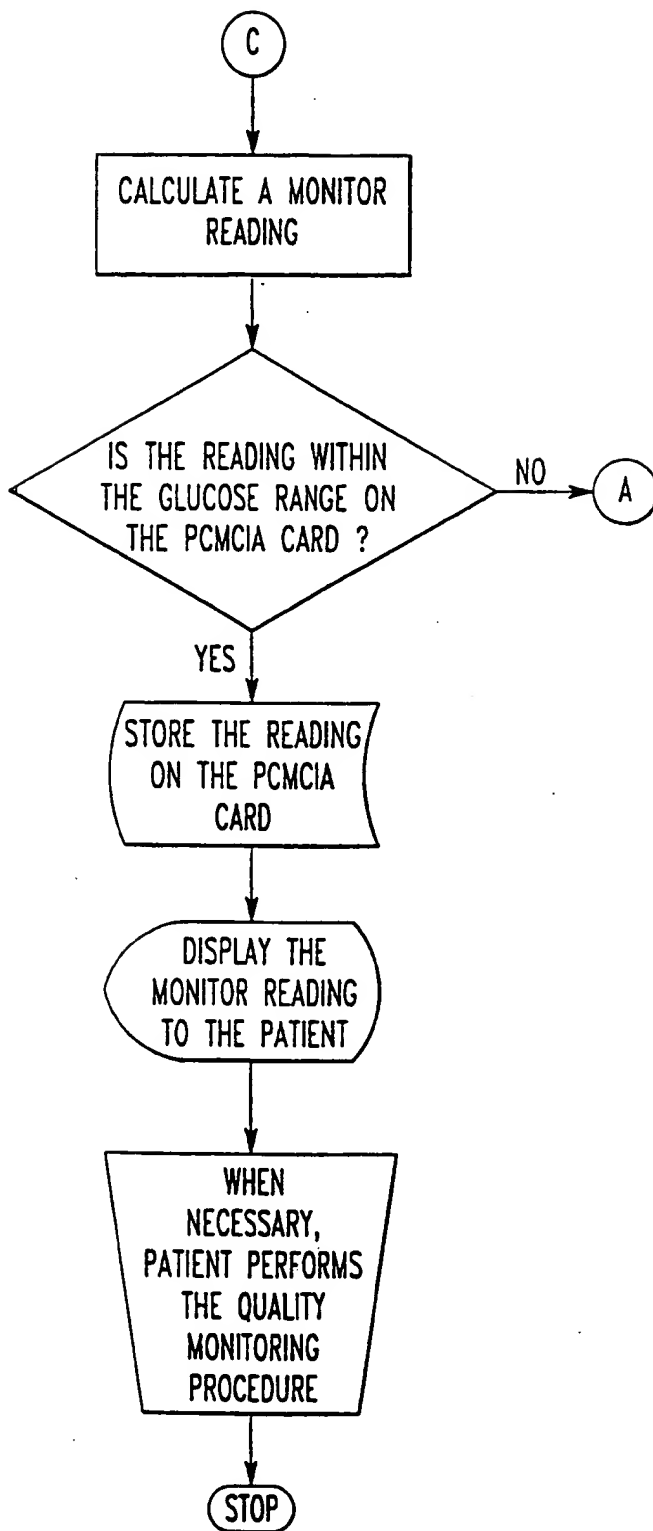 C
CALCULATE A MONITOR
READING
IS THE READING WITHIN
THE GLUCOSE RANGE ON
THE PCMCIA CARD ?
NO
A
YES
STORE THE READING
ON THE PCMCIA
CARD
DISPLAY THE
MONITOR READING
TO THE PATIENT
WHEN
NECESSARY,
PATIENT PERFORMS
THE QUALITY
MONITORING
PROCEDURE
STOP